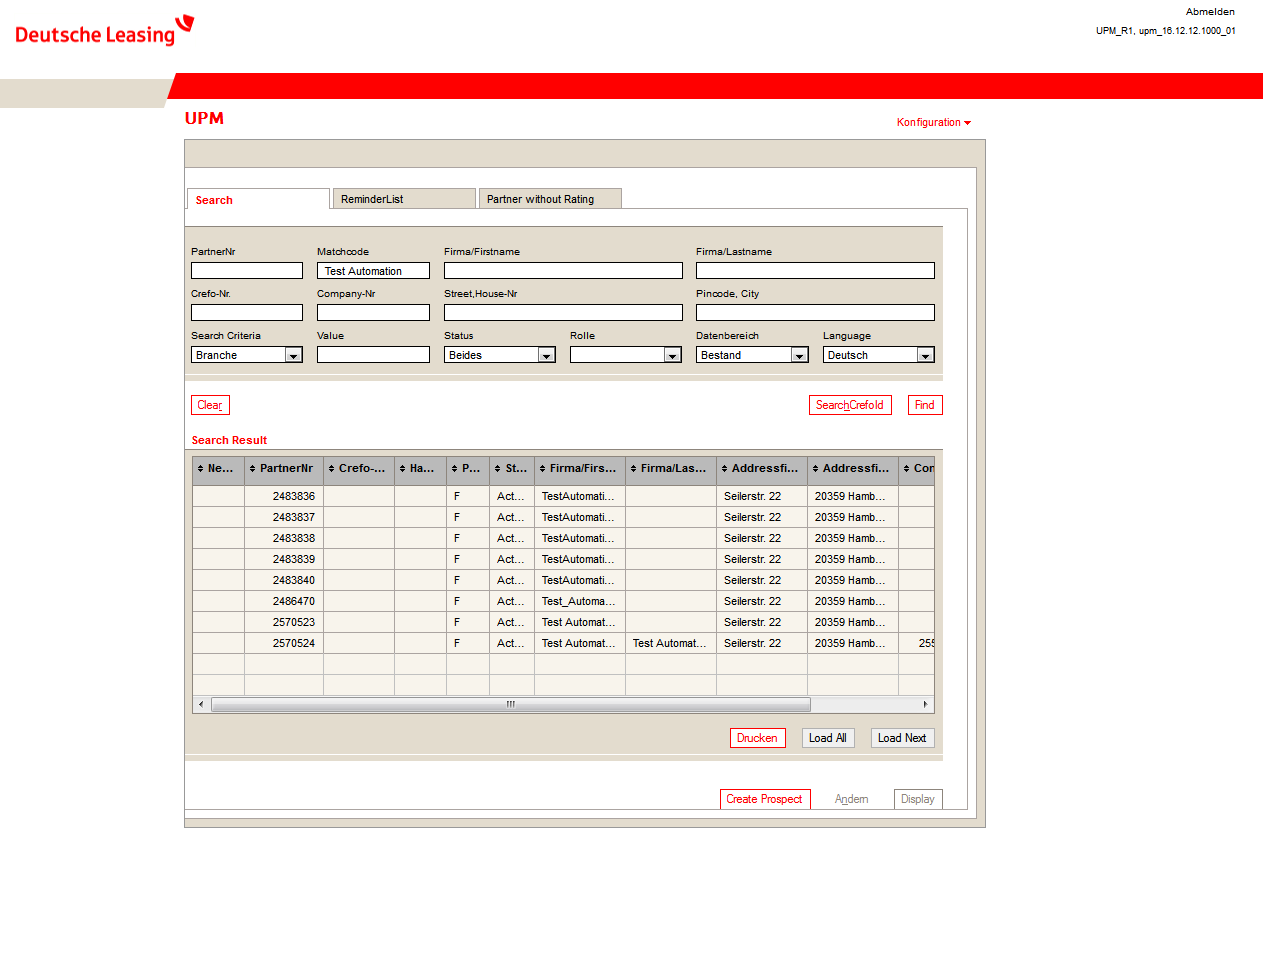 Abmelden
Deutsche Leasing
UPM_R1, upm_16.12.12.1000_01
UPM
Konfiguration
Search ReminderList Partner without Rating
PartnerNr Matchcode Firma/Firstname Firma/Lastname
Test Automation
Crefo-Nr. Company-Nr Street,House-Nr Pincode, City
Search Criteria Value Status Rolle Datenbereich Language
Branche Beides Bestand Deutsch
Clear SearchCrefoId Find
Search Result
Ne... PartnerNr Crefo-... Ha... P... St... Firma/Firs... Firma/Las... Addressfi... Addressfi... Con
2483836 F Act... TestAutomati... Seilerstr. 22 20359 Hamb...
2483837 F Act... TestAutomati... Seilerstr. 22 20359 Hamb...
2483838 F Act... TestAutomati... Seilerstr. 22 20359 Hamb...
2483839 F Act... TestAutomati... Seilerstr. 22 20359 Hamb...
2483840 F Act... TestAutomati... Seilerstr. 22 20359 Hamb...
2486470 F Act... Test_Automa... Seilerstr. 22 20359 Hamb...
2570523 F Act... Test Automat... Seilerstr. 22 20359 Hamb...
2570524 F Act... Test Automat... Test Automat... Seilerstr. 22 20359 Hamb... 255
Drucken Load All Load Next
Create Prospect Ändern Display